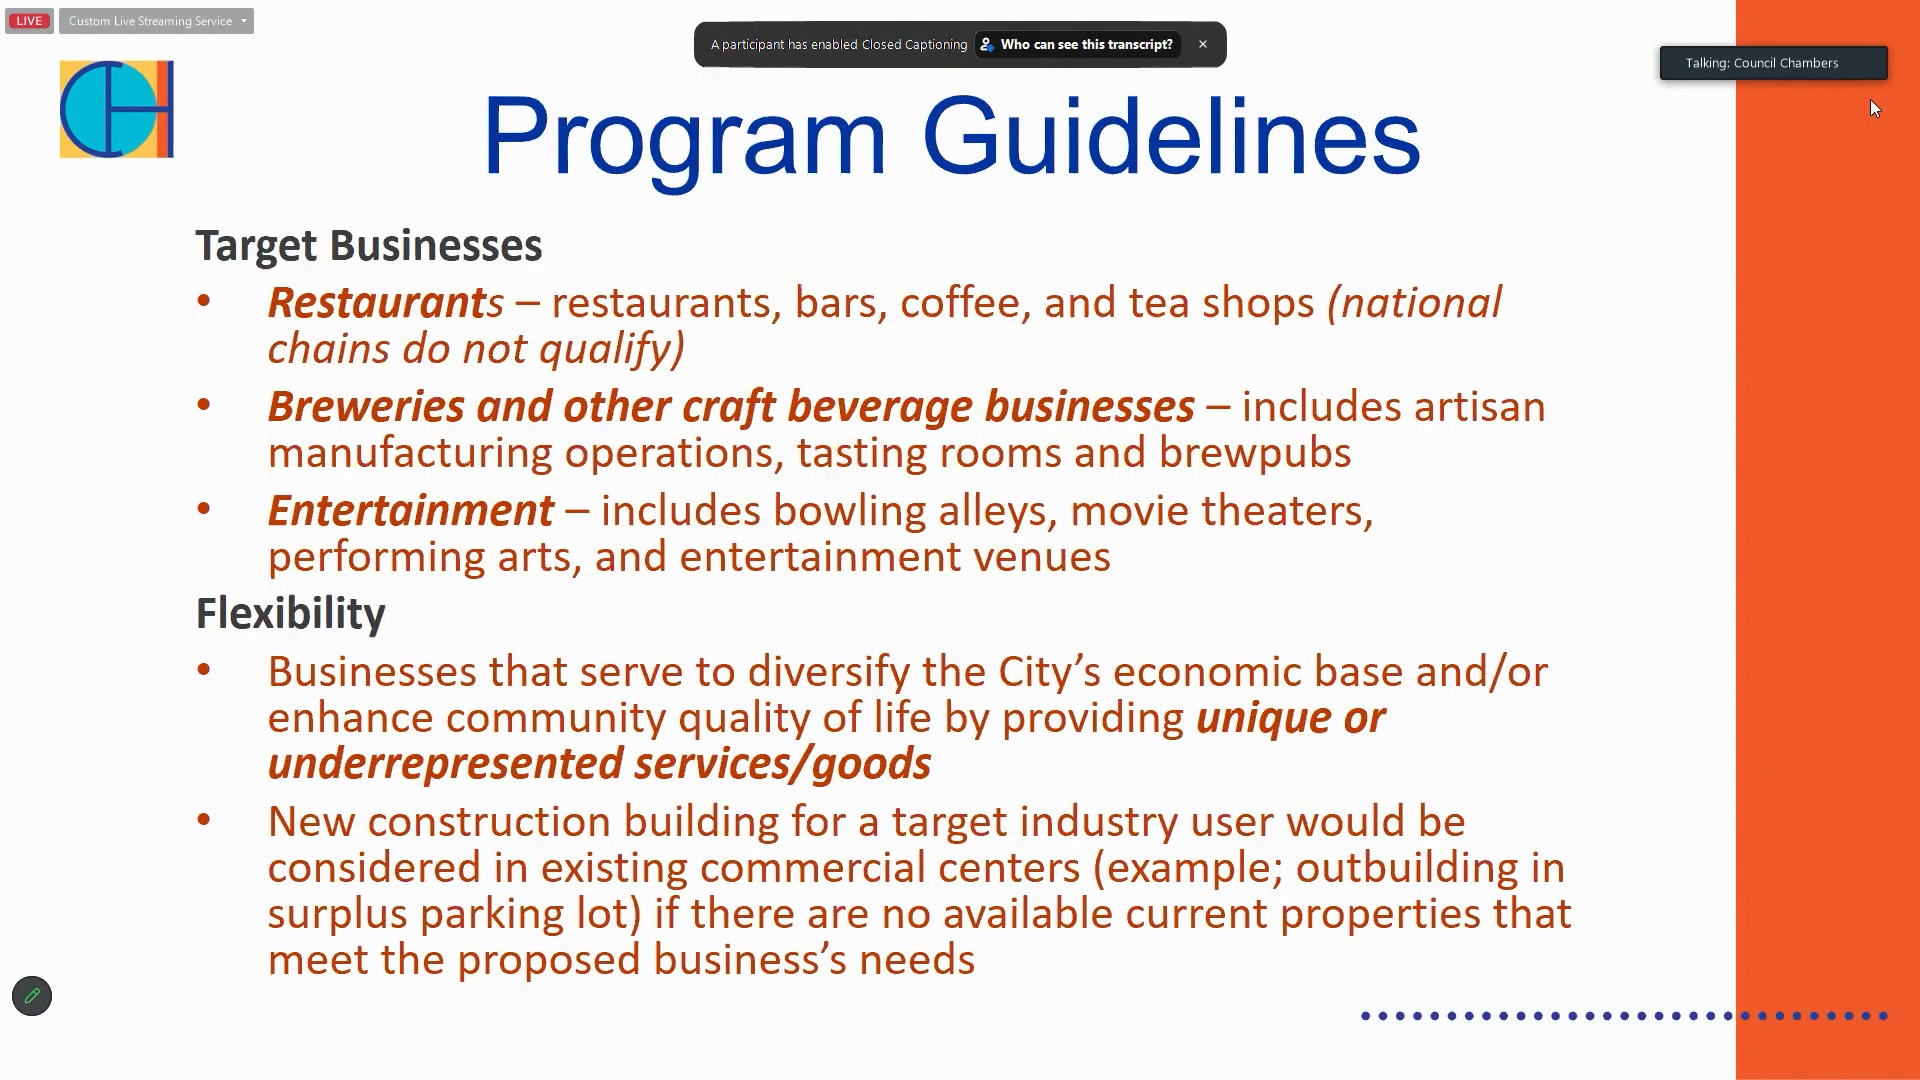 LIVE
Custom Live Streaming Service
A participant has enabled Closed Captioning
Who can see this transcript?
Talking: Council Chambers
CH
Program Guidelines
Target Businesses
• Restaurants – restaurants, bars, coffee, and tea shops (national
chains do not qualify)
• Breweries and other craft beverage businesses – includes artisan
manufacturing operations, tasting rooms and brewpubs
• Entertainment – includes bowling alleys, movie theaters,
performing arts, and entertainment venues
Flexibility
• Businesses that serve to diversify the City’s economic base and/or
enhance community quality of life by providing unique or
underrepresented services/goods
• New construction building for a target industry user would be
considered in existing commercial centers (example; outbuilding in
surplus parking lot) if there are no available current properties that
meet the proposed business’s needs